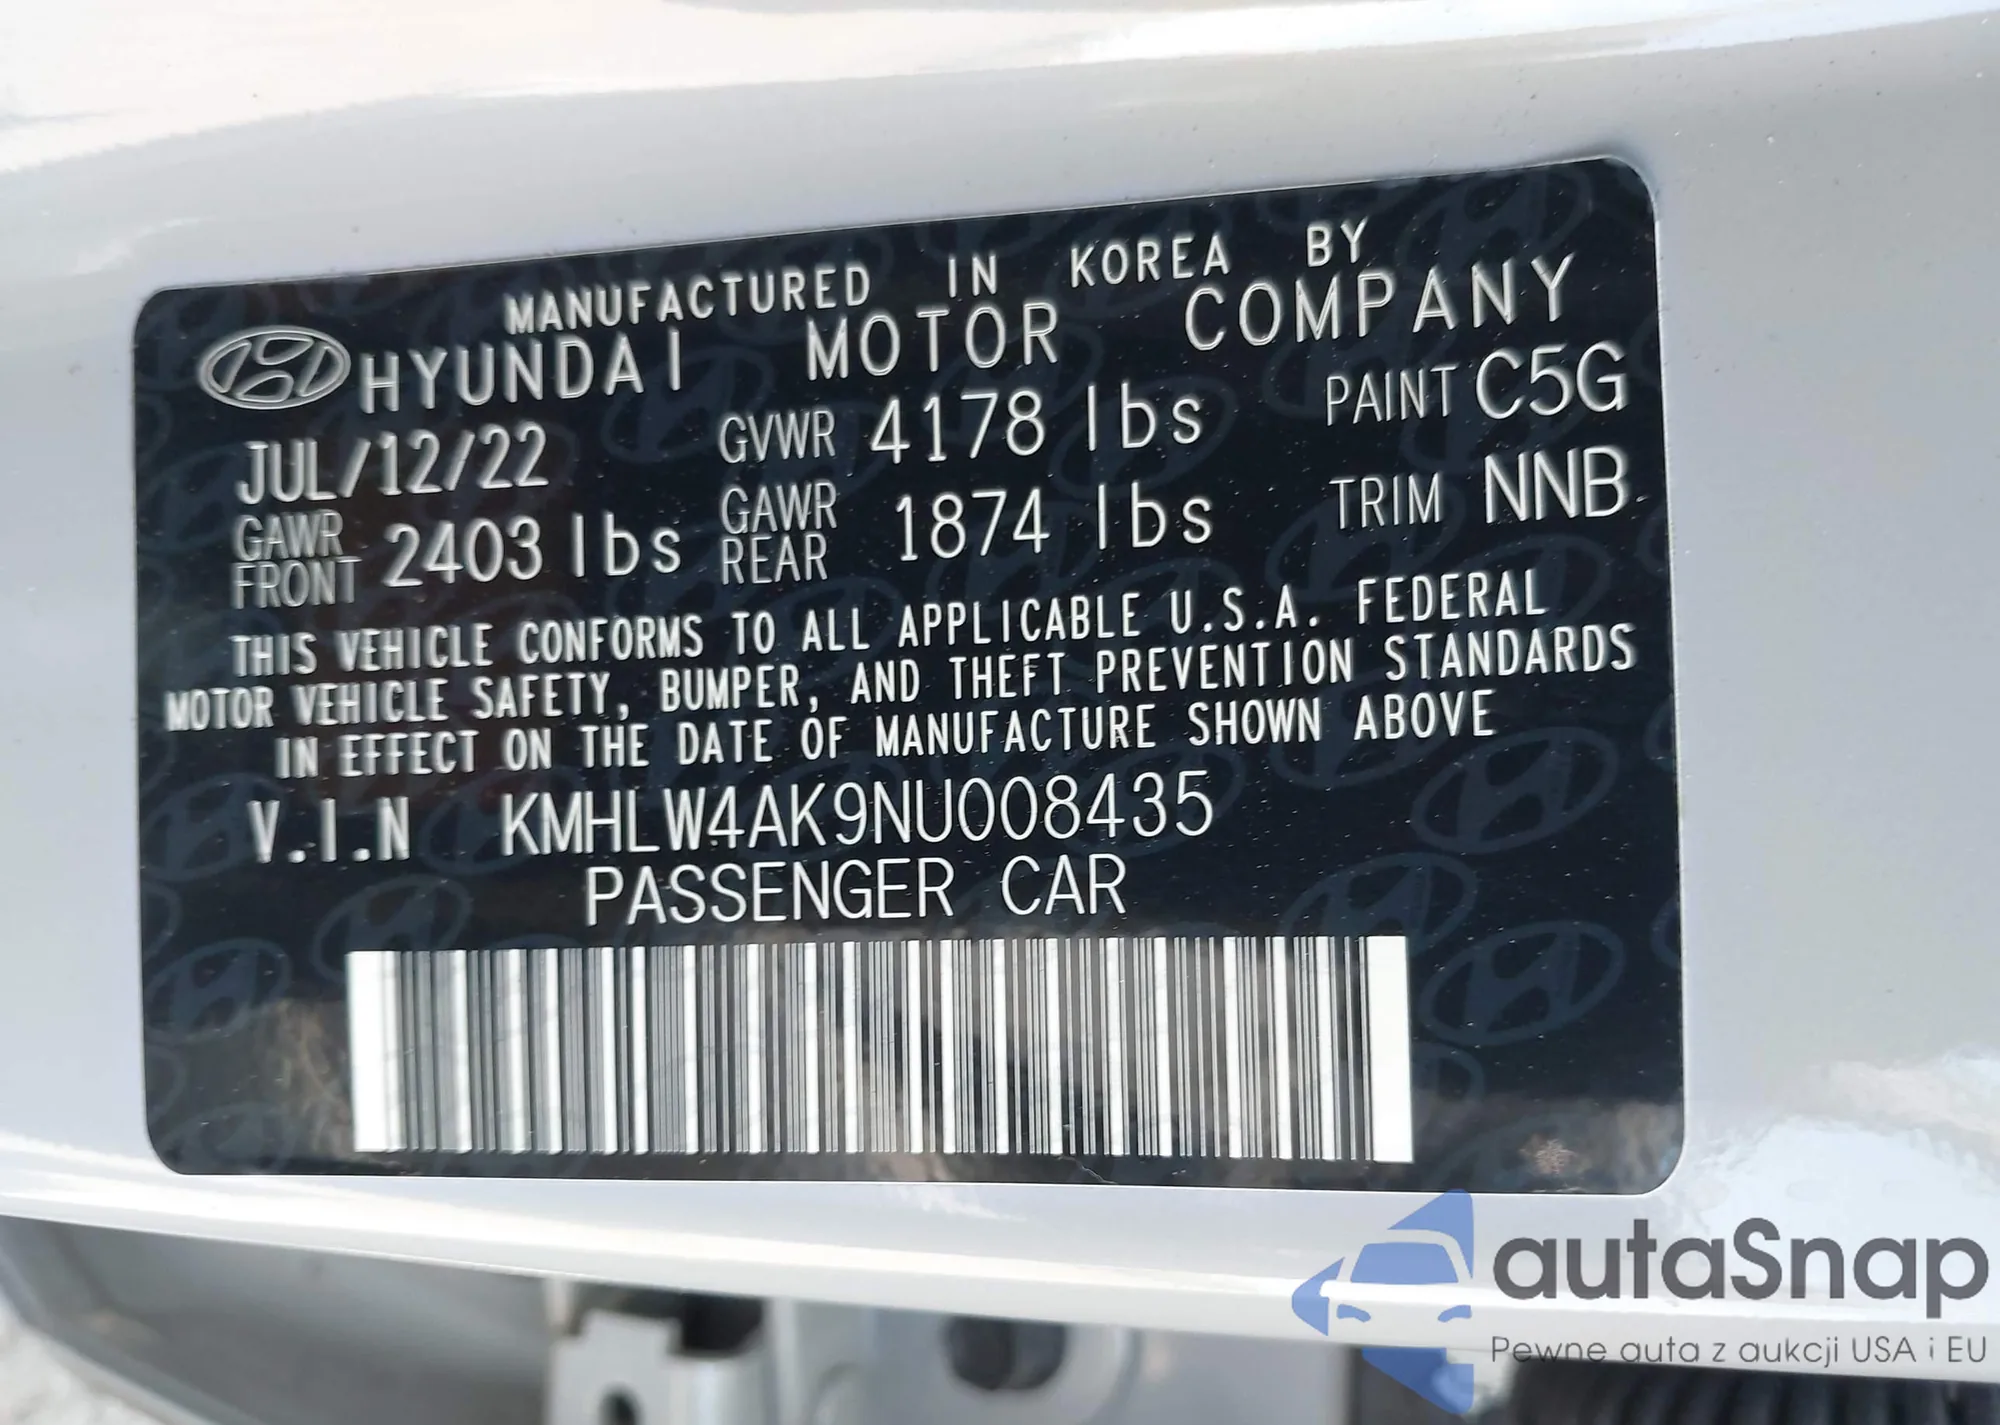 MANUFACTURED IN KOREA BY
HYUNDAI MOTOR COMPANY
JUL/12/22 GVWR 4178 lbs PAINT C5G
GAWR FRONT 2403 lbs GAWR REAR 1874 lbs TRIM NNB
THIS VEHICLE CONFORMS TO ALL APPLICABLE U.S.A. FEDERAL
MOTOR VEHICLE SAFETY, BUMPER, AND THEFT PREVENTION STANDARDS
IN EFFECT ON THE DATE OF MANUFACTURE SHOWN ABOVE
V.I.N KMHLW4AK9NU008435
PASSENGER CAR
autaSnap
Pewne auta z aukcji USA i EU